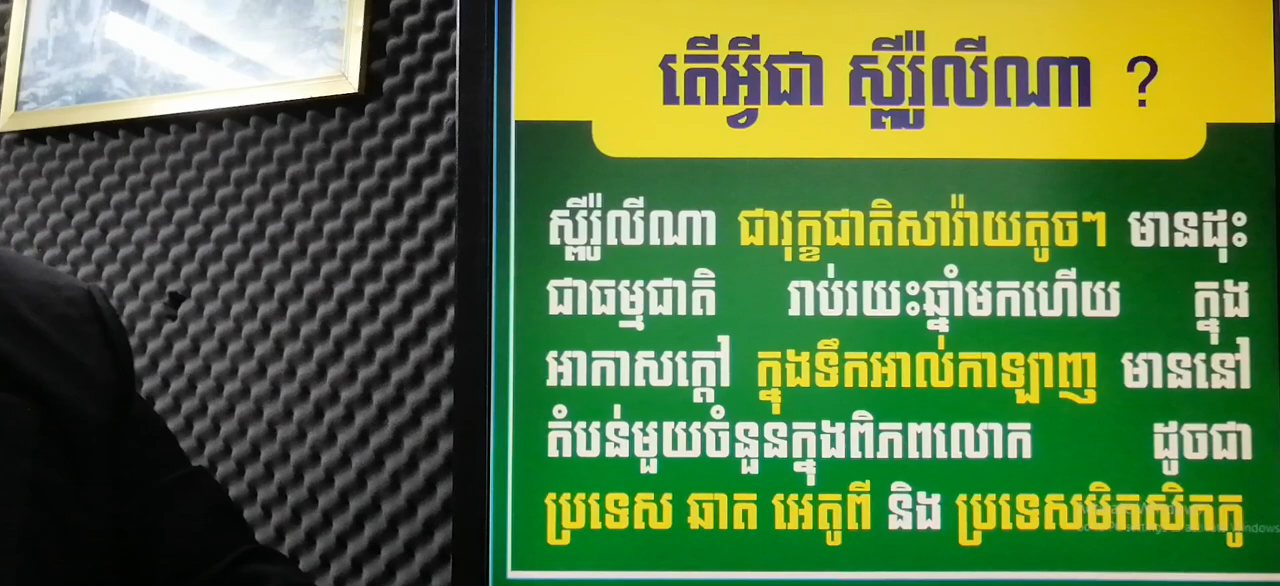 តើអ្វីជា ស្ពីរ៉ូលីណា ?
ស្ពីរ៉ូលីណា ជារុក្ខជាតិសារ៉ាយតូចៗ មានដុះ
ជាធម្មជាតិ រាប់រយះឆ្នាំមកហើយ ក្នុង
អាកាសក្តៅ ក្នុងទឹកអាល់កាឡាញ មាននៅ
តំបន់មួយចំនួនក្នុងពិភពលោក ដូចជា
ប្រទេស ឆាត អេតូពី និង ប្រទេសមិកសិកកូ